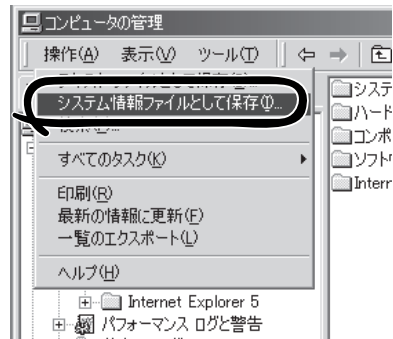 コンピュータの管理
操作(A) 表示(V) ツール(T)
システム情報ファイルとして保存(I)...
すべてのタスク(K)
印刷(R)
最新の情報に更新(F)
一覧のエクスポート(L)
ヘルプ(H)
Internet Explorer 5
パフォーマンス ログと警告
システ
ハード
コンポ
ソフト
Intern